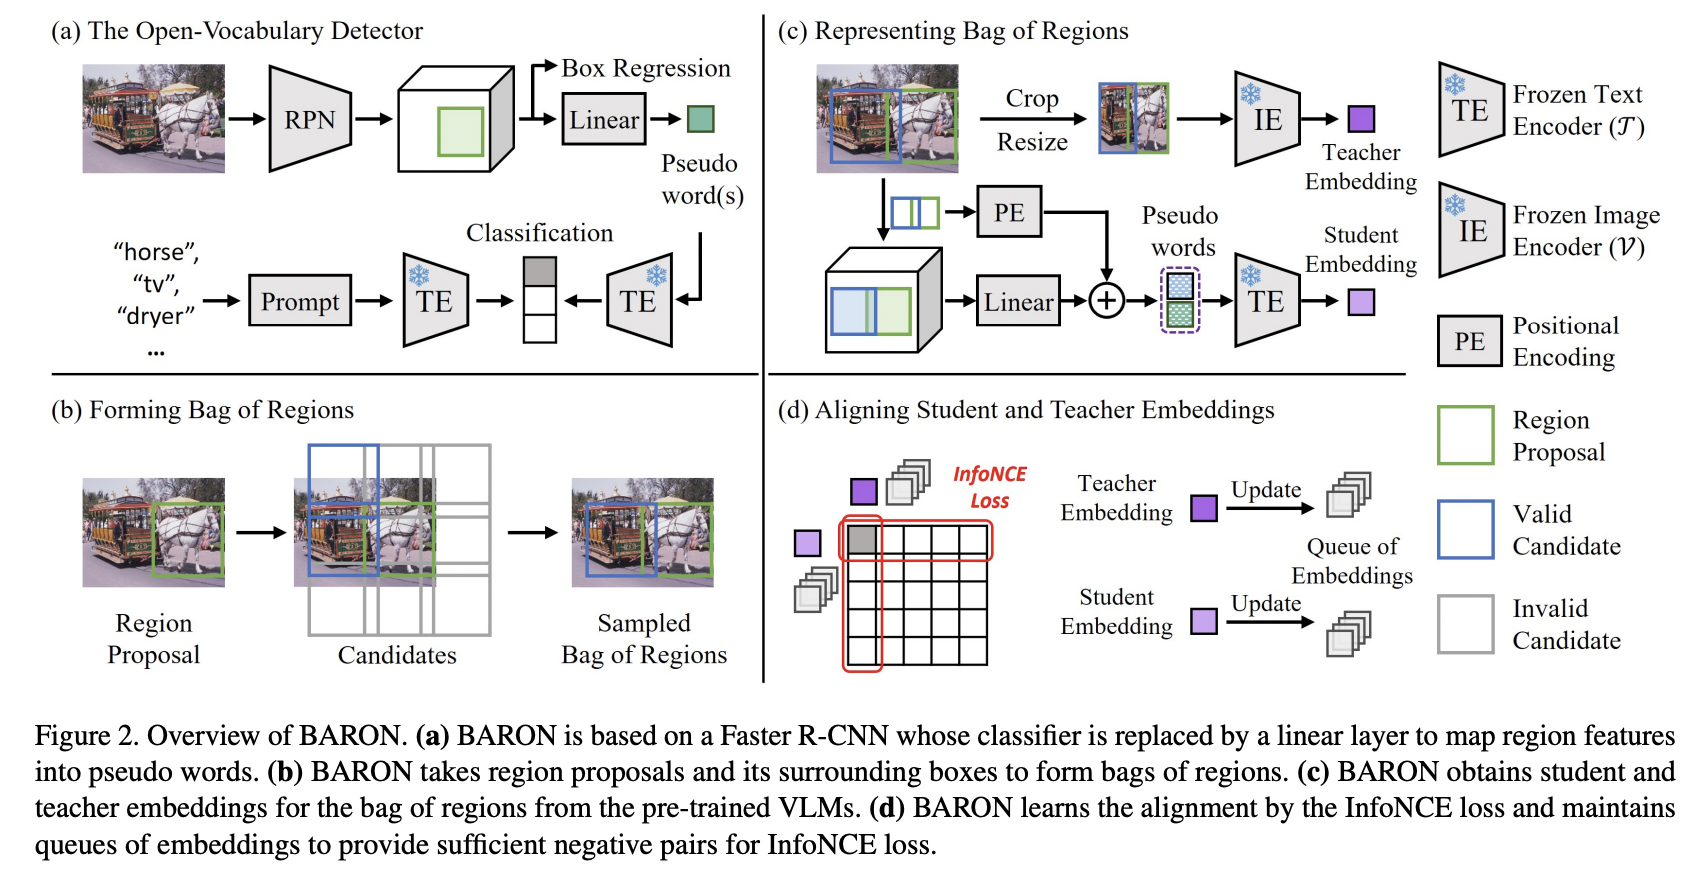 (a) The Open-Vocabulary Detector
RPN
Box Regression
Linear
Pseudo
word(s)
Classification
“horse”,
“tv”,
“dryer”
...
Prompt
TE
TE
(b) Forming Bag of Regions
Region
Proposal
Candidates
Sampled
Bag of Regions
(c) Representing Bag of Regions
Crop
Resize
IE
Teacher
Embedding
PE
Pseudo
words
Linear
TE
Student
Embedding
(d) Aligning Student and Teacher Embeddings
InfoNCE
Loss
Teacher
Embedding
Update
Queue of
Embeddings
Student
Embedding
Update
TE
Frozen Text
Encoder (𝒯)
IE
Frozen Image
Encoder (𝒱)
PE
Positional
Encoding
Region
Proposal
Valid
Candidate
Invalid
Candidate
Figure 2. Overview of BARON. (a) BARON is based on a Faster R-CNN whose classifier is replaced by a linear layer to map region features
into pseudo words. (b) BARON takes region proposals and its surrounding boxes to form bags of regions. (c) BARON obtains student and
teacher embeddings for the bag of regions from the pre-trained VLMs. (d) BARON learns the alignment by the InfoNCE loss and maintains
queues of embeddings to provide sufficient negative pairs for InfoNCE loss.